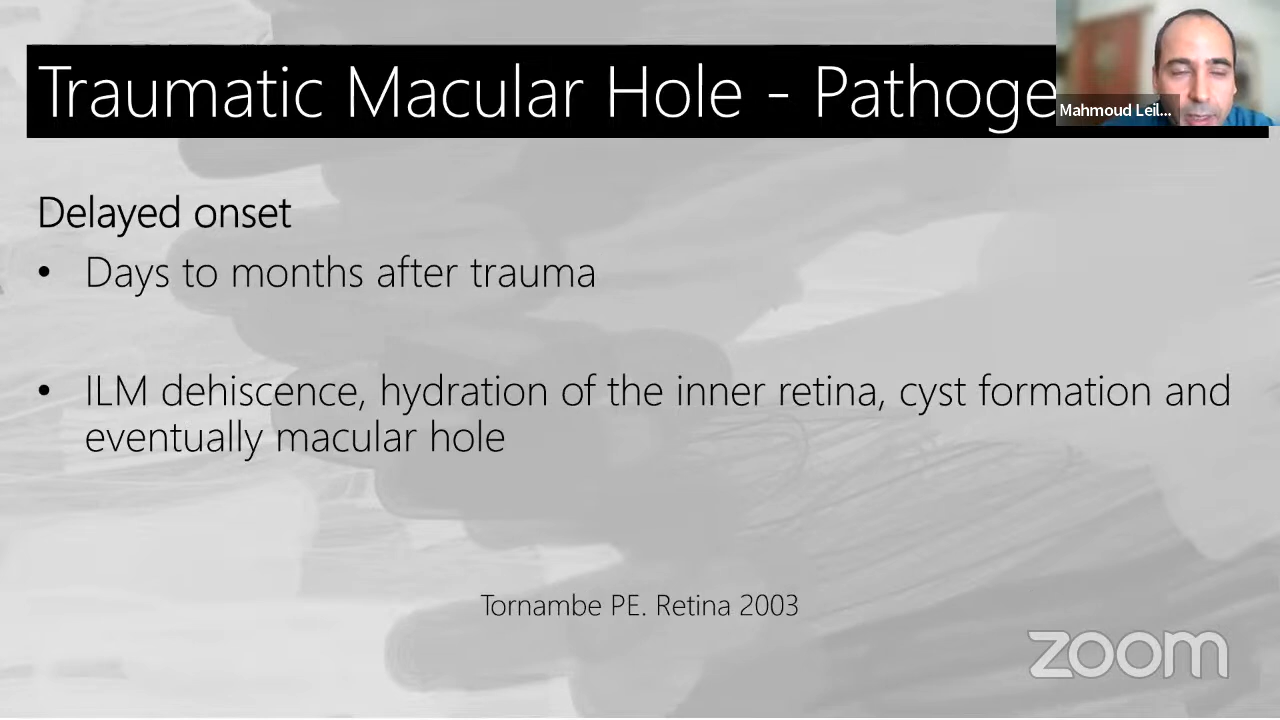 Traumatic Macular Hole - Pathoge
Mahmoud Leil...
Delayed onset
• Days to months after trauma
• ILM dehiscence, hydration of the inner retina, cyst formation and
eventually macular hole
Tornambe PE. Retina 2003
zoom